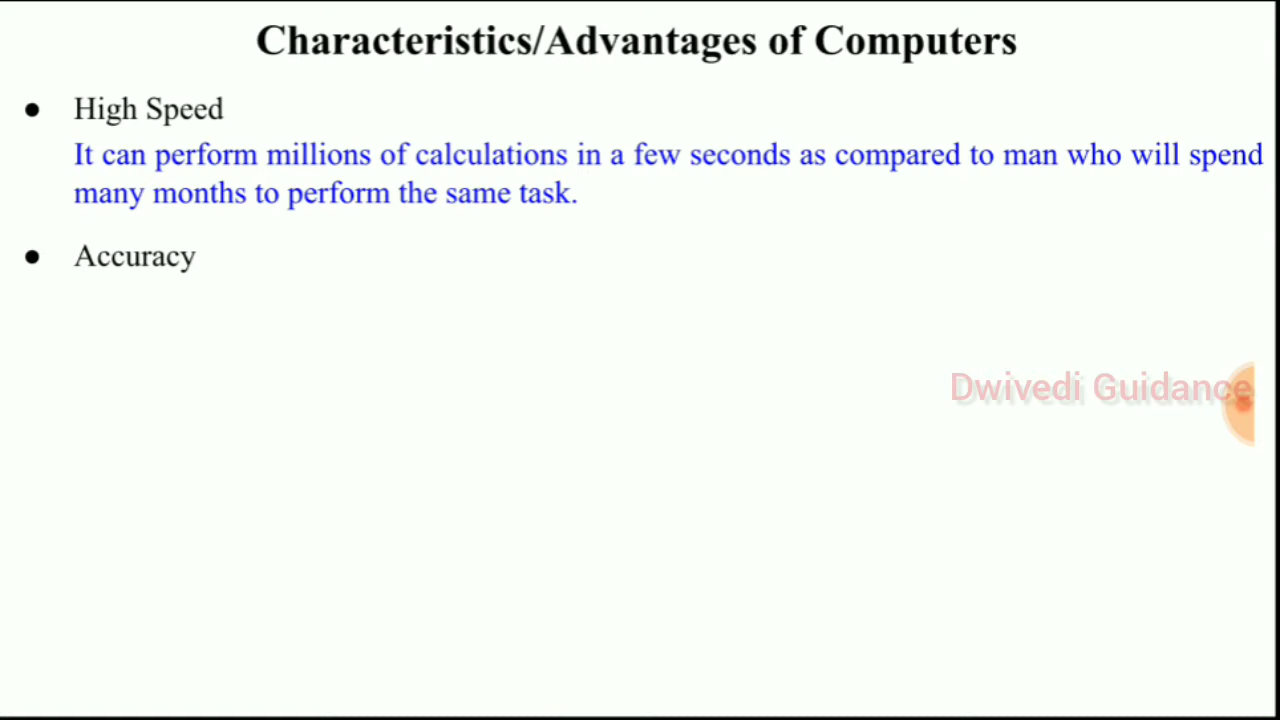 Characteristics/Advantages of Computers
● High Speed
It can perform millions of calculations in a few seconds as compared to man who will spend
many months to perform the same task.
● Accuracy
Dwivedi Guidance